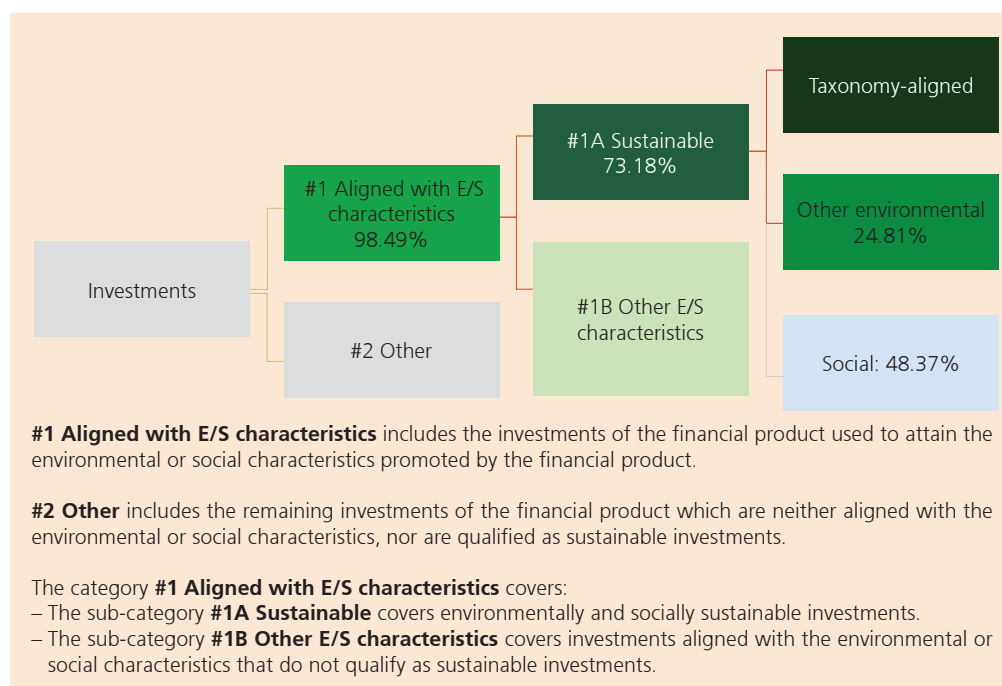 Taxonomy-aligned
#1A Sustainable
73.18%
#1 Aligned with E/S
characteristics
98.49%
Other environmental
24.81%
Investments
#1B Other E/S
characteristics
#2 Other
Social: 48.37%
#1 Aligned with E/S characteristics includes the investments of the financial product used to attain the
environmental or social characteristics promoted by the financial product.
#2 Other includes the remaining investments of the financial product which are neither aligned with the
environmental or social characteristics, nor are qualified as sustainable investments.
The category #1 Aligned with E/S characteristics covers:
– The sub-category #1A Sustainable covers environmentally and socially sustainable investments.
– The sub-category #1B Other E/S characteristics covers investments aligned with the environmental or
social characteristics that do not qualify as sustainable investments.